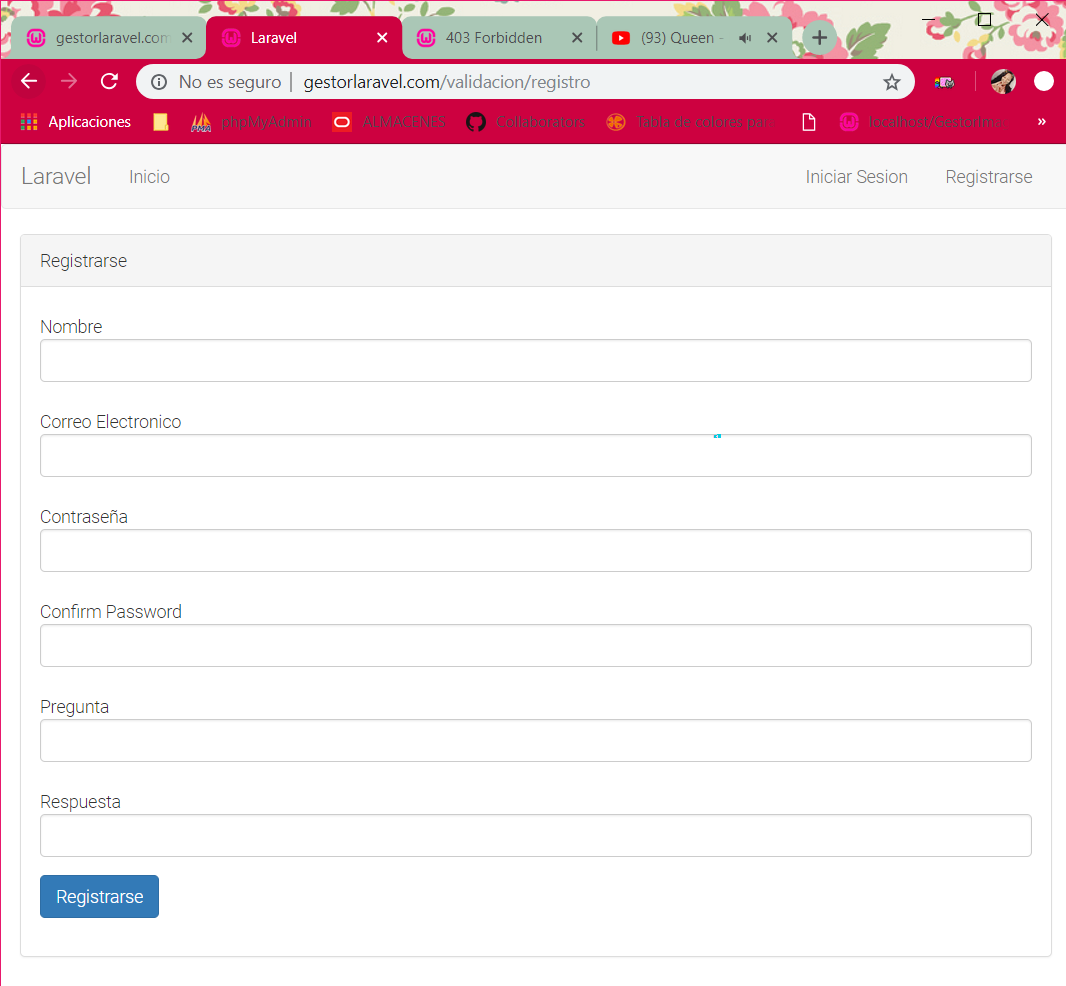 gestorlaravel.com
Laravel
403 Forbidden
(93) Queen -
No es seguro | gestorlaravel.com/validacion/registro
Aplicaciones phpMyAdmin ALMACENES Collaborators Tabla de colores par localhost/Gestor mat »
Laravel Inicio Iniciar Sesion Registrarse
Registrarse
Nombre
Correo Electronico
Contraseña
Confirm Password
Pregunta
Respuesta
Registrarse